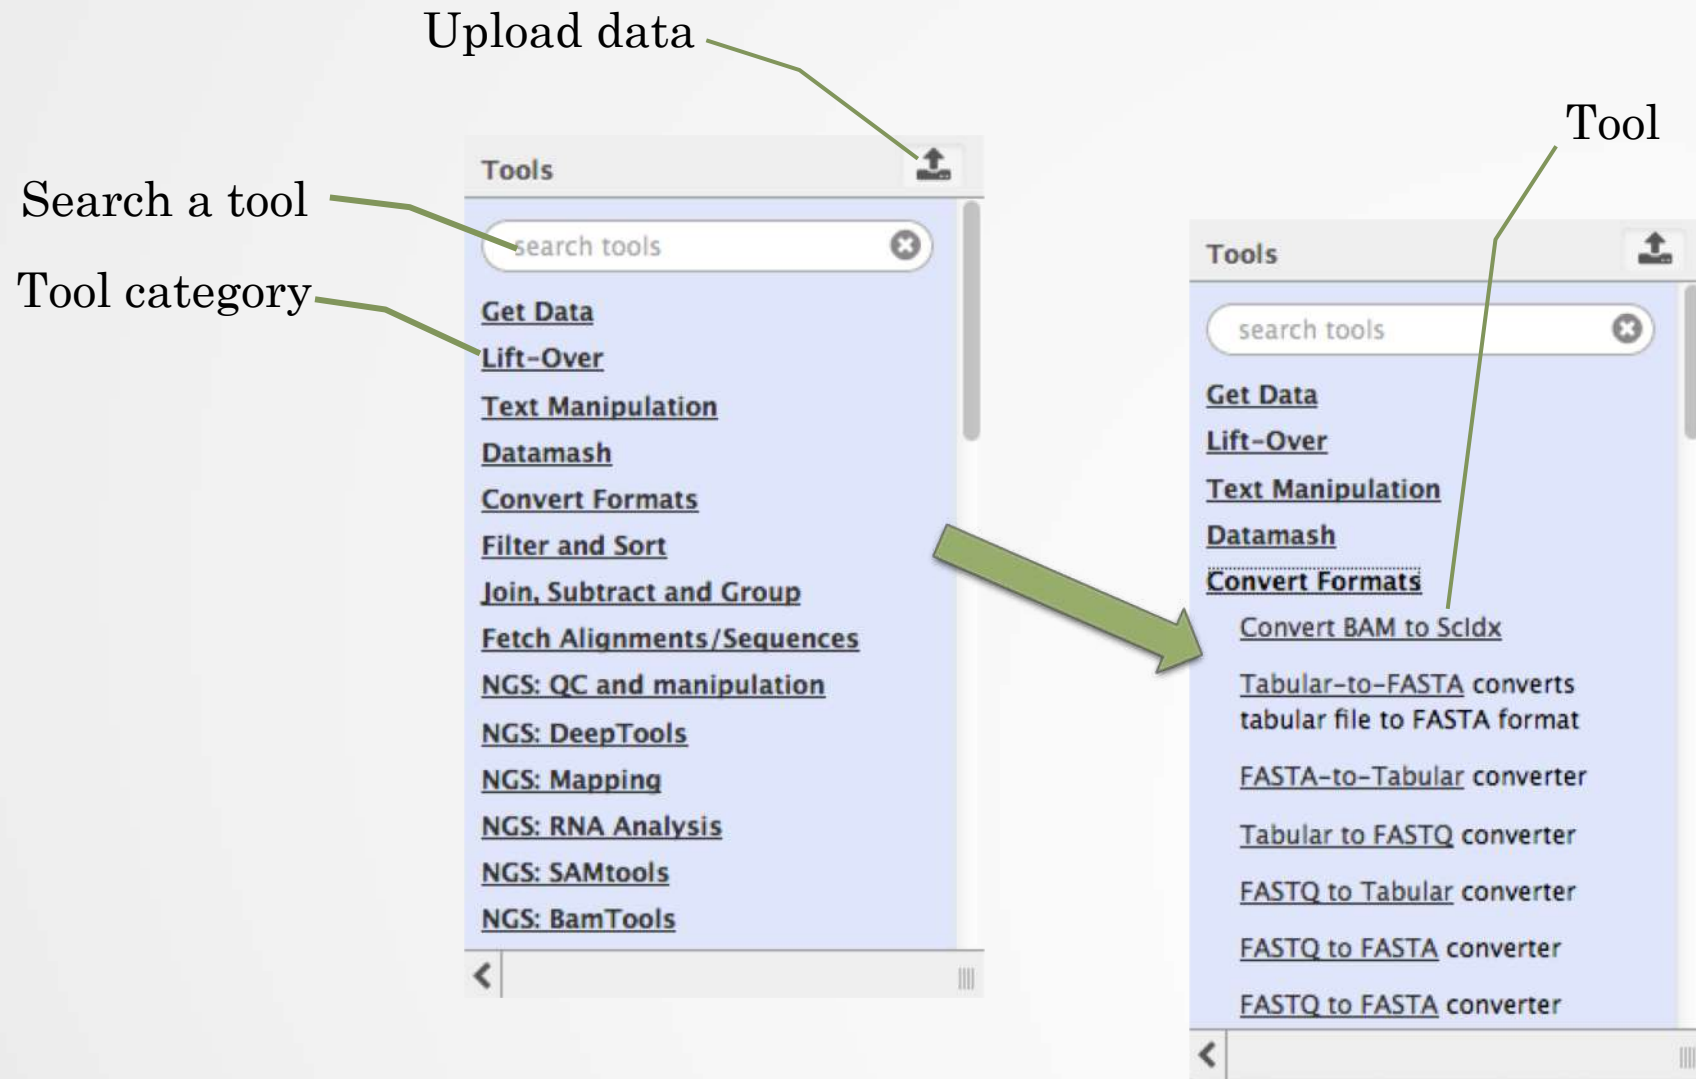 Upload data
Search a tool
Tool category
Tools
search tools
Get Data
Lift-Over
Text Manipulation
Datamash
Convert Formats
Filter and Sort
Join, Subtract and Group
Fetch Alignments/Sequences
NGS: QC and manipulation
NGS: DeepTools
NGS: Mapping
NGS: RNA Analysis
NGS: SAMtools
NGS: BamTools
Tool
Tools
search tools
Get Data
Lift-Over
Text Manipulation
Datamash
Convert Formats
Convert BAM to ScIdx
Tabular-to-FASTA converts
tabular file to FASTA format
FASTA-to-Tabular converter
Tabular to FASTQ converter
FASTQ to Tabular converter
FASTQ to FASTA converter
FASTQ to FASTA converter